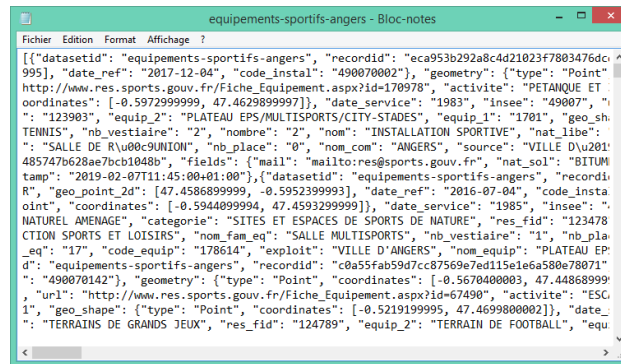 equipements-sportifs-angers - Bloc-notes
Fichier Edition Format Affichage ?
[{"datasetid": "equipements-sportifs-angers", "recordid": "eca953b292a8c4d21023f7803476dc
995], "date_ref": "2017-12-04", "code_instal": "490070002"}, "geometry": {"type": "Point"
http://www.res.sports.gouv.fr/Fiche_Equipement.aspx?id=170978", "activite": "PETANQUE ET
oordinates": [-0.5972999999, 47.4629899997]}, "date_service": "1983", "insee": "49007", "
": "123903", "equip_2": "PLATEAU EPS/MULTISPORTS/CITY-STADES", "equip_1": "1701", "geo_sh
TENNIS", "nb_vestiaire": "2", "nombre": "2", "nom": "INSTALLATION SPORTIVE", "nat_libe":
": "SALLE DE R\u00c9UNION", "nb_place": "0", "nom_com": "ANGERS", "source": "VILLE D\u2019
485747b628ae7bcb1048b", "fields": {"mail": "mailto:res@sports.gouv.fr", "nat_sol": "BITUM
tamp": "2019-02-07T11:45:00+01:00"},{"datasetid": "equipements-sportifs-angers", "recordi
R", "geo_point_2d": [47.4586899999, -0.5952399993], "date_ref": "2016-07-04", "code_insta
oint", "coordinates": [-0.5944099994, 47.4593299999]}, "date_service": "1985", "insee": "
NATUREL AMENAGE", "categorie": "SITES ET ESPACES DE SPORTS DE NATURE", "res_fid": "123478
CTION SPORTS ET LOISIRS", "nom_fam_eq": "SALLE MULTISPORTS", "nb_vestiaire": "1", "nb_pla
_eq": "17", "code_equip": "178614", "exploit": "VILLE D'ANGERS", "nom_equip": "PLATEAU EP
d": "equipements-sportifs-angers", "recordid": "c0a55fab59d7cc87569e7ed115e1e6a580e78071"
: "490070142"}, "geometry": {"type": "Point", "coordinates": [-0.5670400003, 47.44868999
, "url": "http://www.res.sports.gouv.fr/Fiche_Equipement.aspx?id=67490", "activite": "ESC
1", "geo_shape": {"type": "Point", "coordinates": [-0.5219199995, 47.4699800002]}, "date_
": "TERRAINS DE GRANDS JEUX", "res_fid": "124789", "equip_2": "TERRAIN DE FOOTBALL", "equ